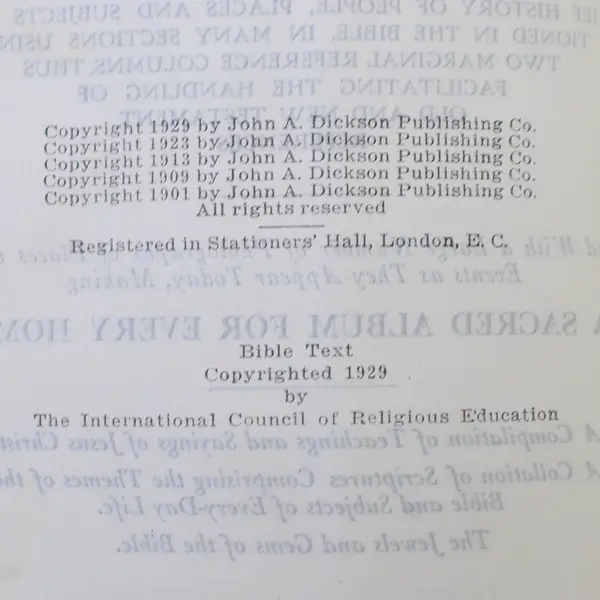 Copyright 1929 by John A. Dickson Publishing Co.
Copyright 1923 by John A. Dickson Publishing Co.
Copyright 1913 by John A. Dickson Publishing Co.
Copyright 1909 by John A. Dickson Publishing Co.
Copyright 1901 by John A. Dickson Publishing Co.
All rights reserved
Registered in Stationers' Hall, London, E. C.
Bible Text
Copyrighted 1929
by
The International Council of Religious Education